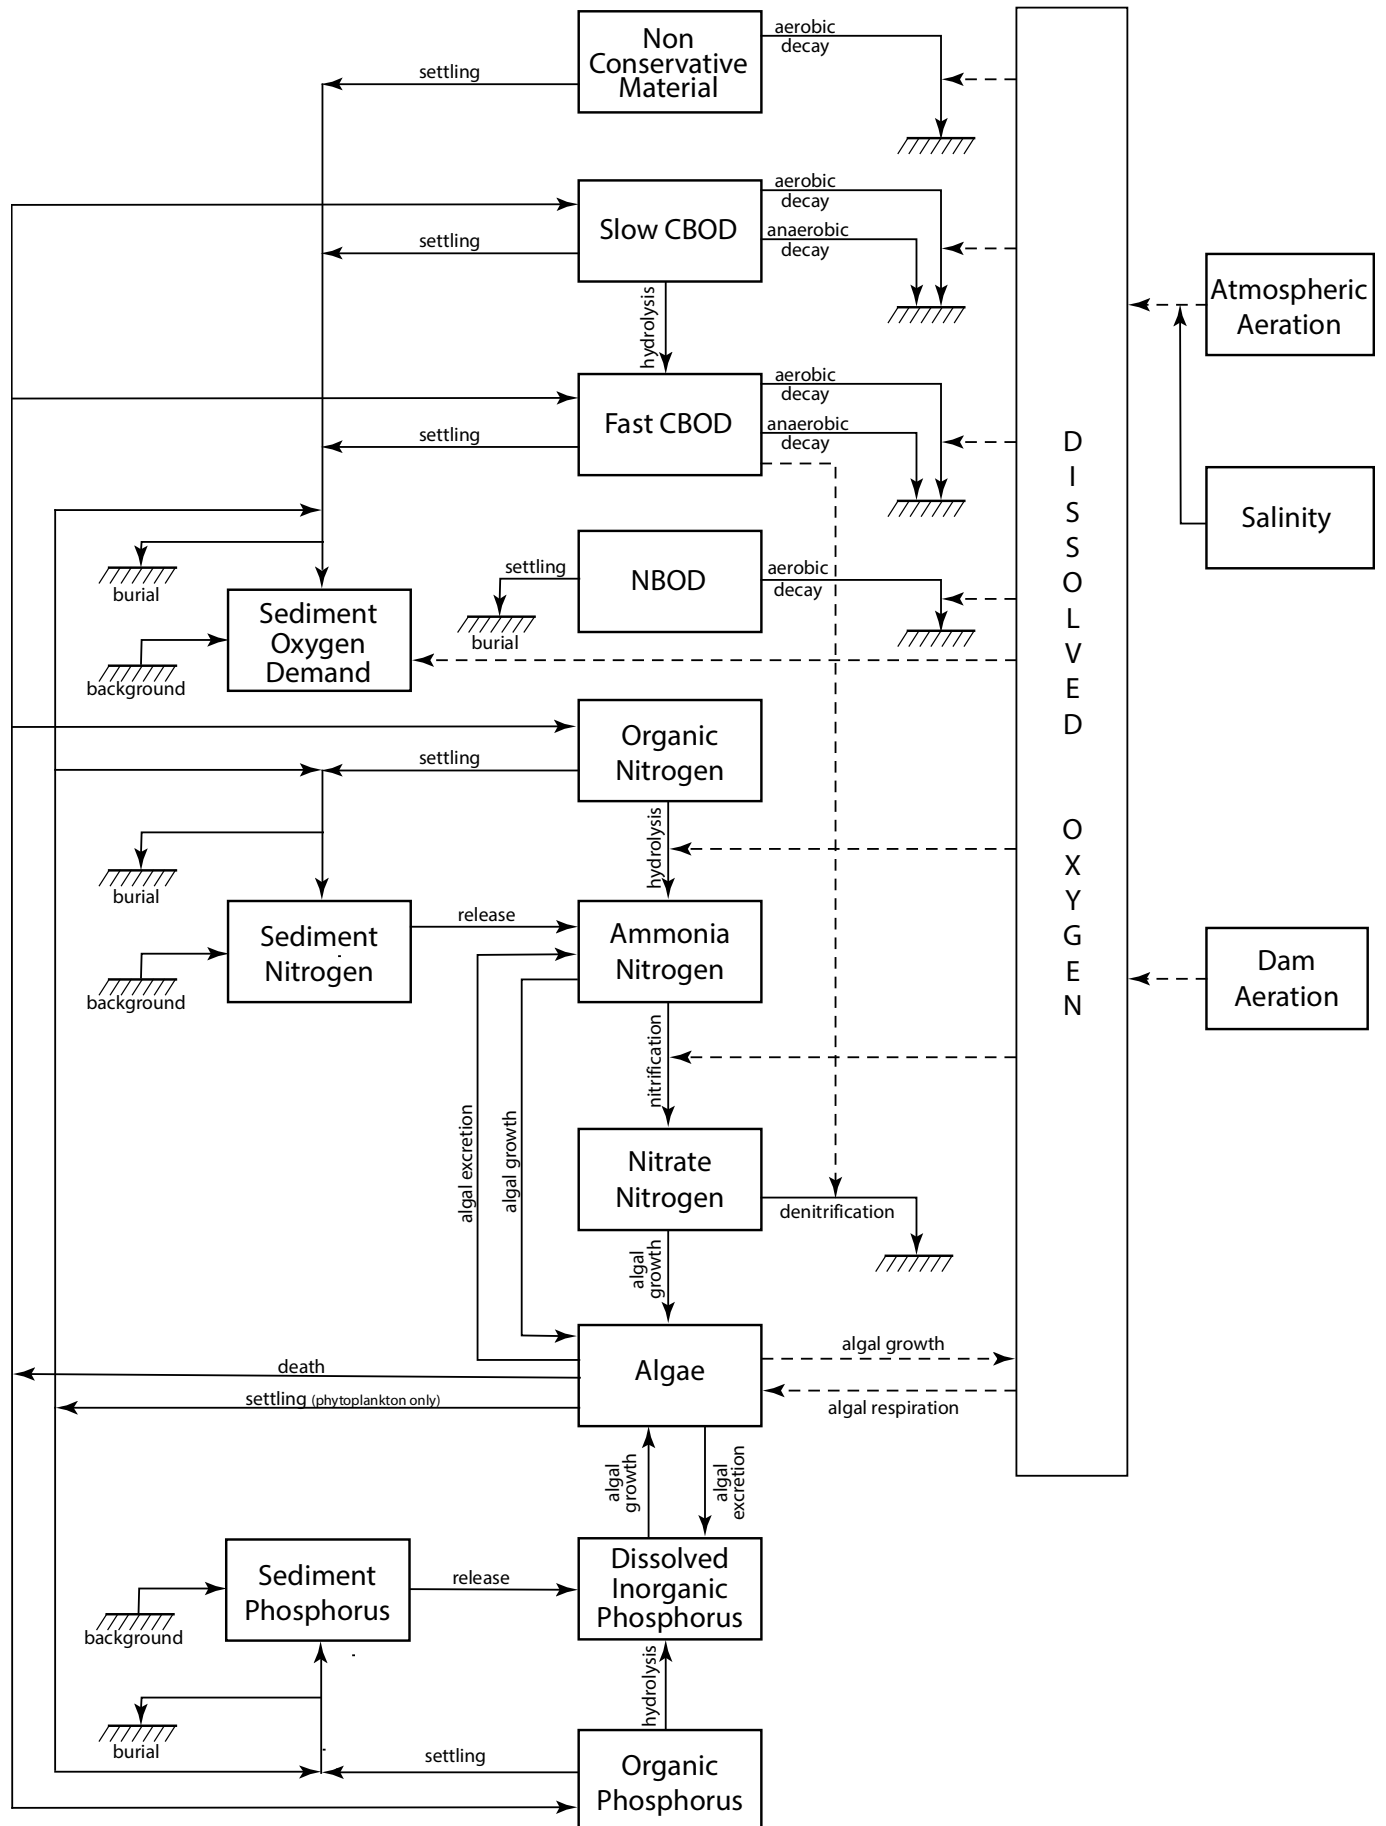 Non
Conservative
Material
aerobic
decay
settling
Slow CBOD
aerobic
decay
anaerobic
decay
settling
hydrolysis
Atmospheric
Aeration
Fast CBOD
aerobic
decay
anaerobic
decay
settling
Salinity
DISSOLVED OXYGEN
NBOD
settling
burial
aerobic
decay
burial
Sediment
Oxygen
Demand
background
Organic
Nitrogen
settling
hydrolysis
burial
Sediment
Nitrogen
release
background
Ammonia
Nitrogen
Dam
Aeration
nitrification
algal excretion
algal growth
Nitrate
Nitrogen
denitrification
algal
growth
Algae
death
settling (phytoplankton only)
algal growth
algal respiration
algal
growth
algal
excretion
Sediment
Phosphorus
release
background
Dissolved
Inorganic
Phosphorus
hydrolysis
burial
settling
Organic
Phosphorus